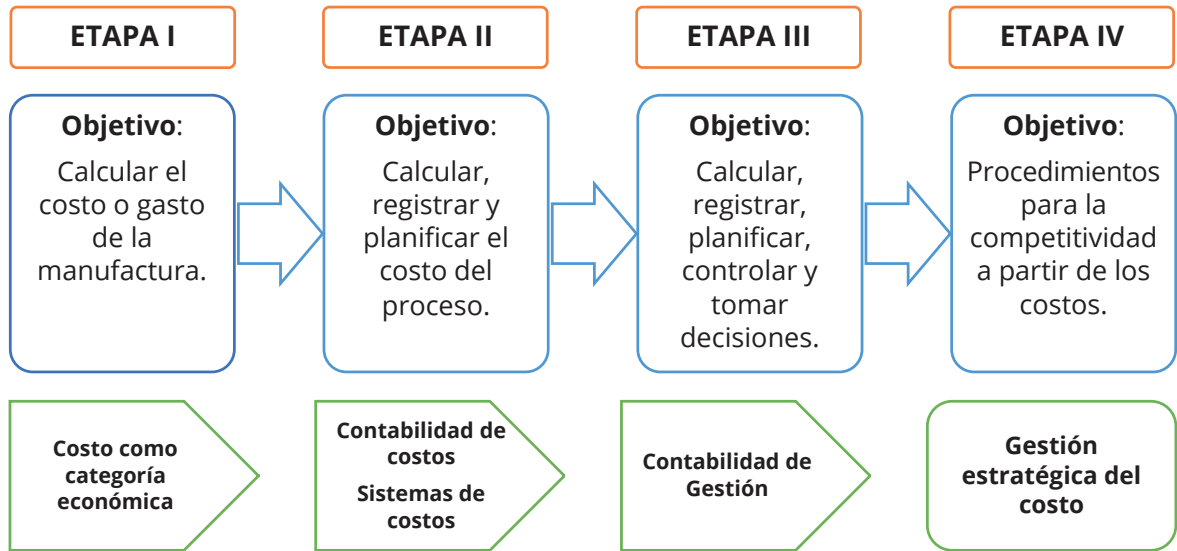 ETAPA I
ETAPA II
ETAPA III
ETAPA IV
Objetivo:
Calcular el
costo o gasto
de la
manufactura.
Objetivo:
Calcular,
registrar y
planificar el
costo del
proceso.
Objetivo:
Calcular,
registrar,
planificar,
controlar y
tomar
decisiones.
Objetivo:
Procedimientos
para la
competitividad
a partir de los
costos.
Costo como
categoría
económica
Contabilidad de
costos
Sistemas de
costos
Contabilidad de
Gestión
Gestión
estratégica del
costo